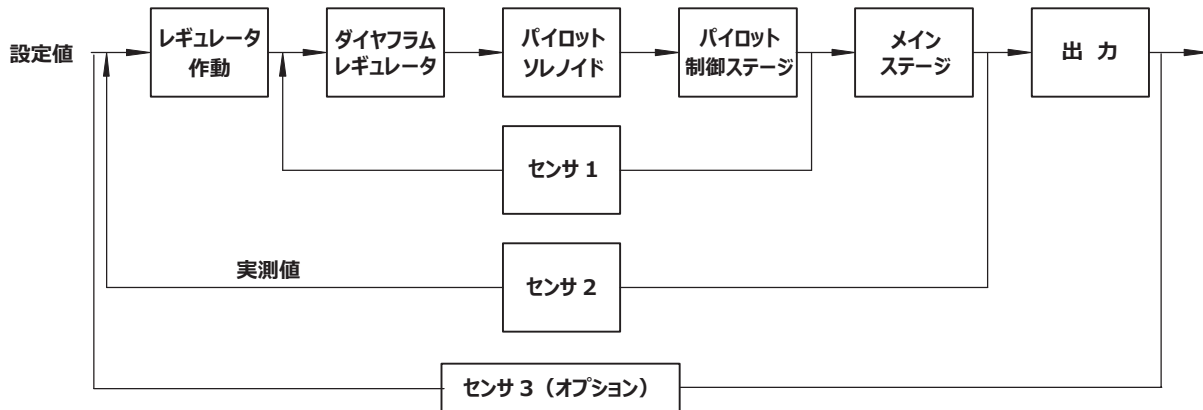 設定値
レギュレータ
作動
ダイヤフラム
レギュレータ
パイロット
ソレノイド
パイロット
制御ステージ
メイン
ステージ
出 力
センサ 1
実測値
センサ 2
センサ 3（オプション）